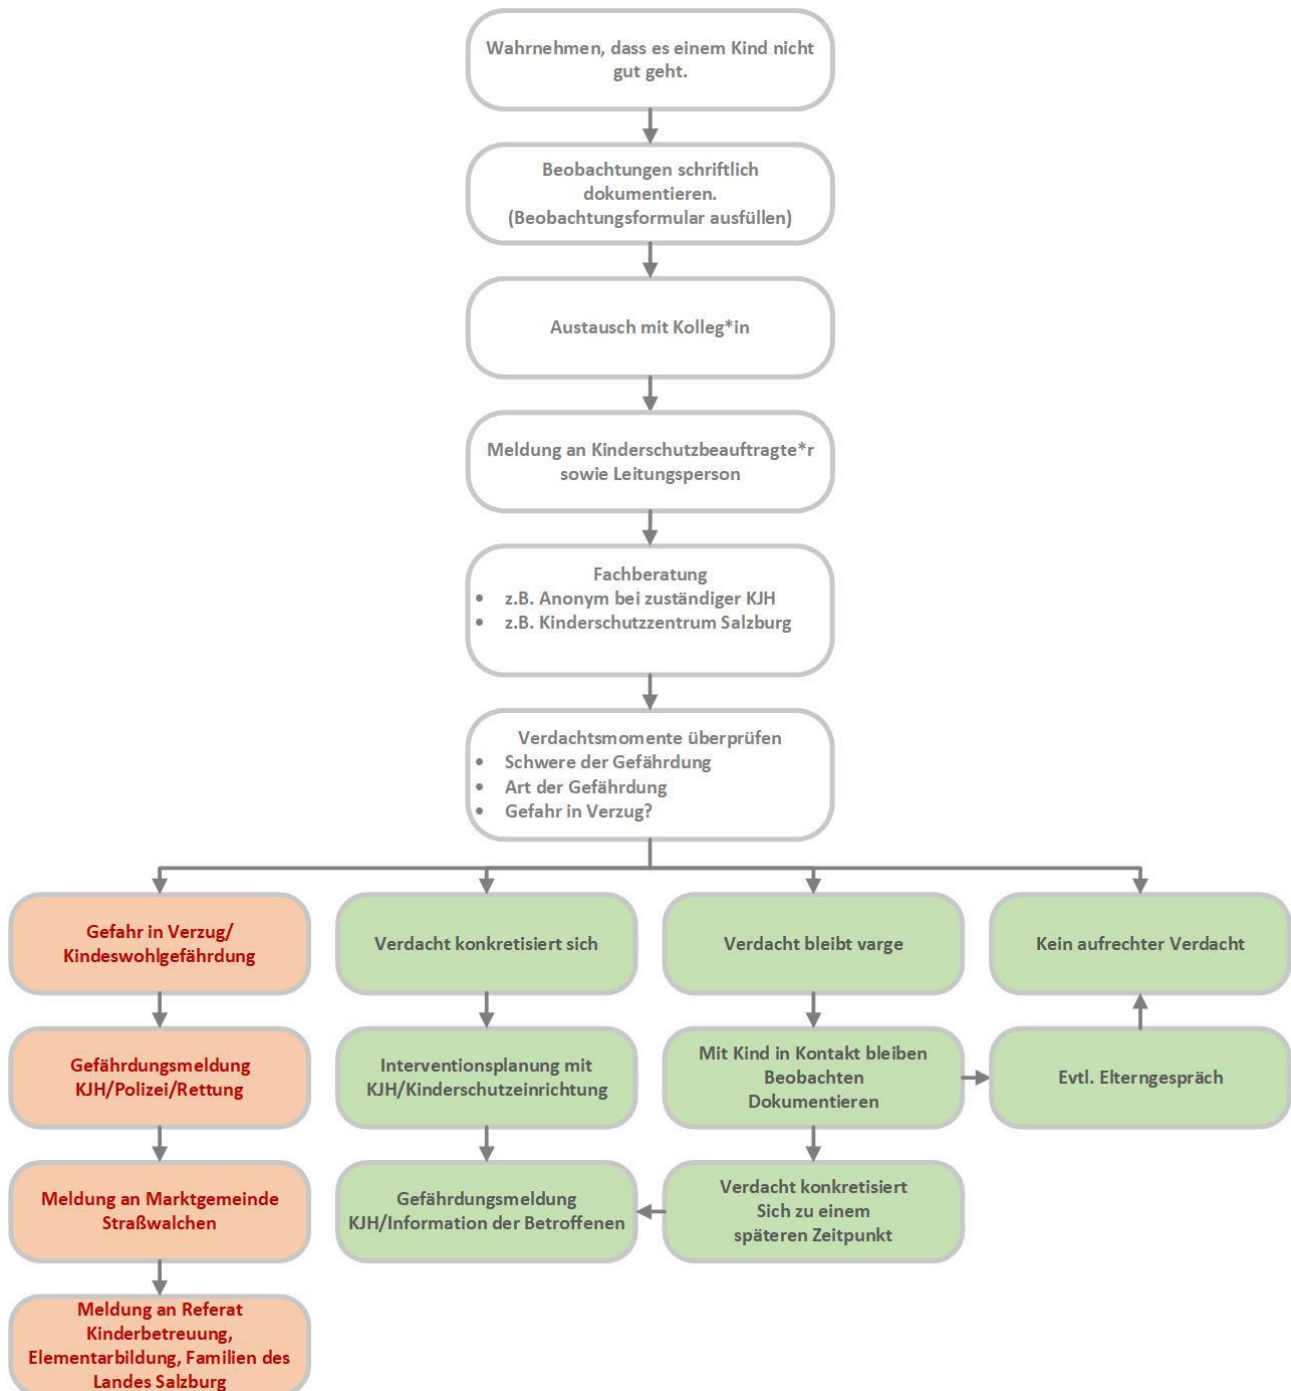 Wahrnehmen, dass es einem Kind nicht
gut geht.
Beobachtungen schriftlich
dokumentieren.
(Beobachtungsformular ausfüllen)
Austausch mit Kolleg*in
Meldung an Kinderschutzbeauftragte*r
sowie Leitungsperson
Fachberatung
• z.B. Anonym bei zuständiger KJH
• z.B. Kinderschutzzentrum Salzburg
Verdachtsmomente überprüfen
• Schwere der Gefährdung
• Art der Gefährdung
• Gefahr in Verzug?
Gefahr in Verzug/
Kindeswohlgefährdung
Verdacht konkretisiert sich
Verdacht bleibt varge
Kein aufrechter Verdacht
Gefährdungsmeldung
KJH/Polizei/Rettung
Interventionsplanung mit
KJH/Kinderschutzeinrichtung
Mit Kind in Kontakt bleiben
Beobachten
Dokumentieren
Evtl. Elterngespräch
Meldung an Marktgemeinde
Straßwalchen
Gefährdungsmeldung
KJH/Information der Betroffenen
Verdacht konkretisiert
Sich zu einem
späteren Zeitpunkt
Meldung an Referat
Kinderbetreuung,
Elementarbildung, Familien des
Landes Salzburg